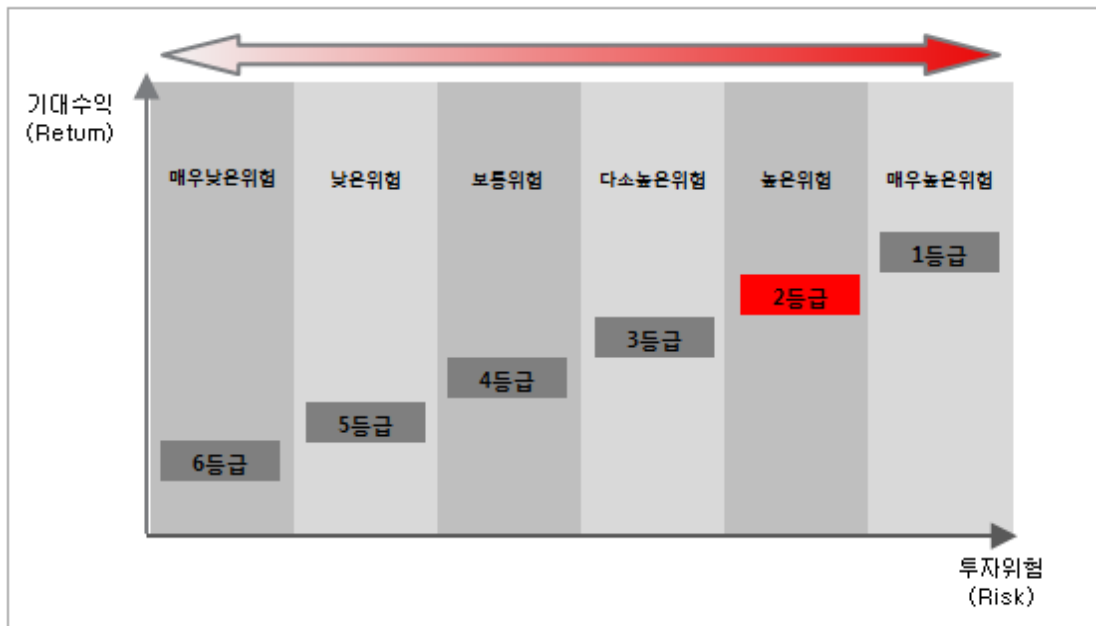 기대수익
(Retum)
매우낮은위험
낮은위험
보통위험
다소높은위험
높은위험
매우높은위험
1등급
2등급
3등급
4등급
5등급
6등급
투자위험
(Risk)